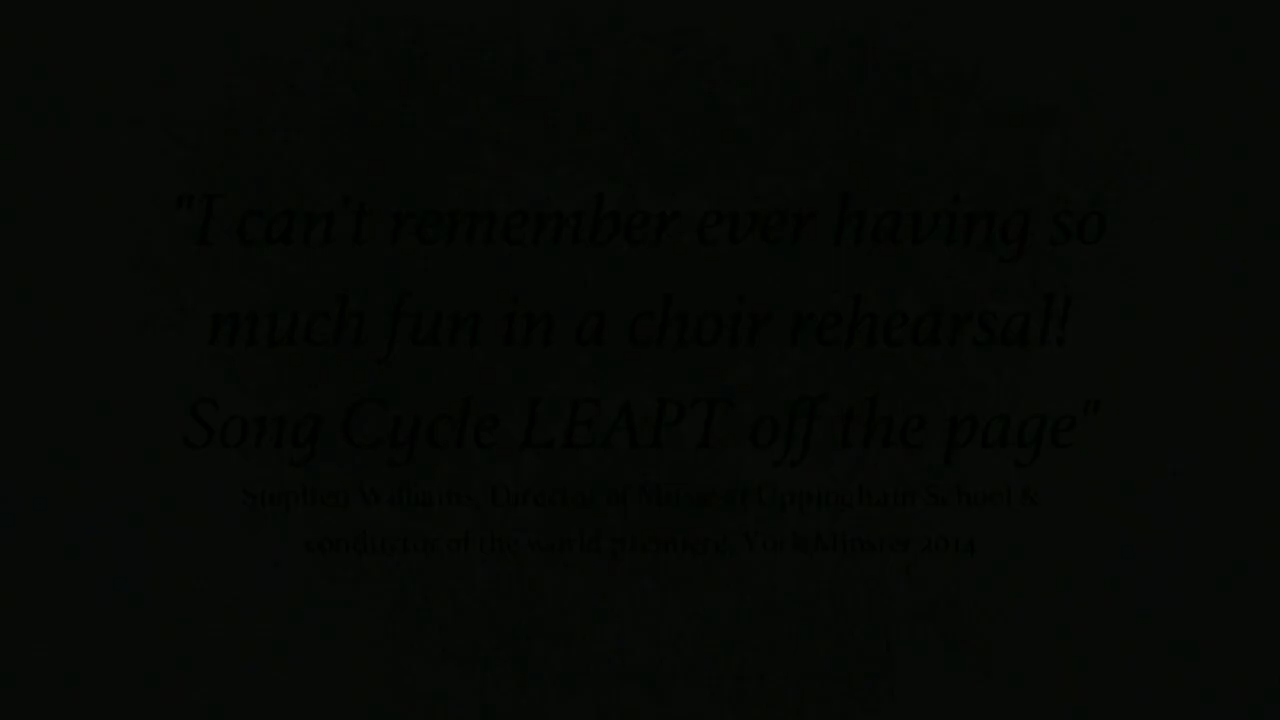 "I can't remember ever having so
much fun in a choir rehearsal!
Song Cycle LEAPT off the page"
Stephen Williams, Director of Music at Uppingham School &
conductor of the world premiere, York Minster 2014